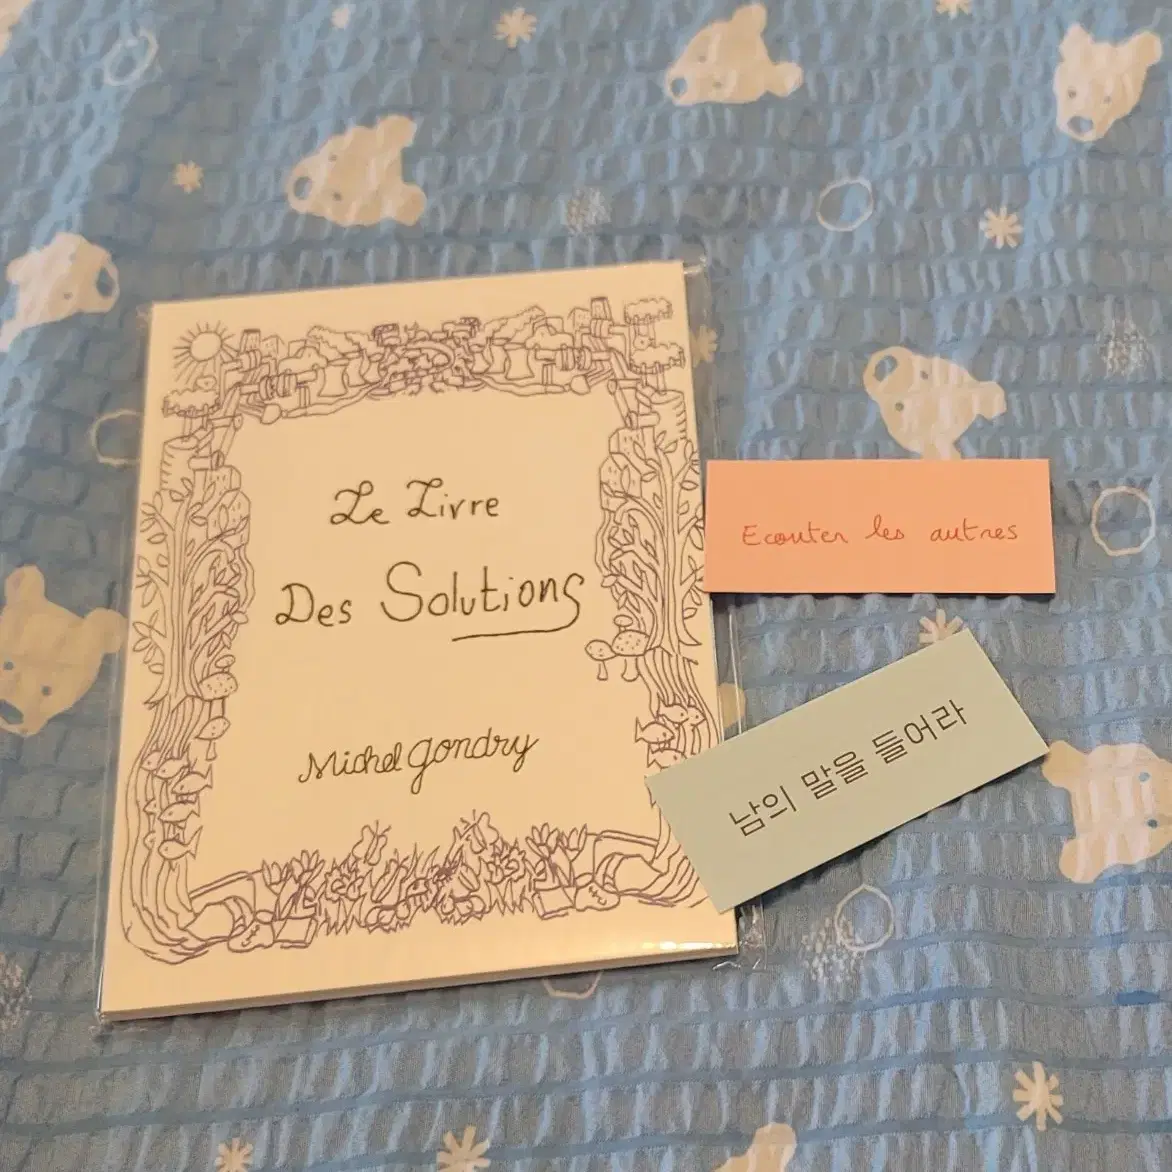 Le Livre
Des Solutions
Michel gondry
Ecouter les autres
남의 말을 들어라